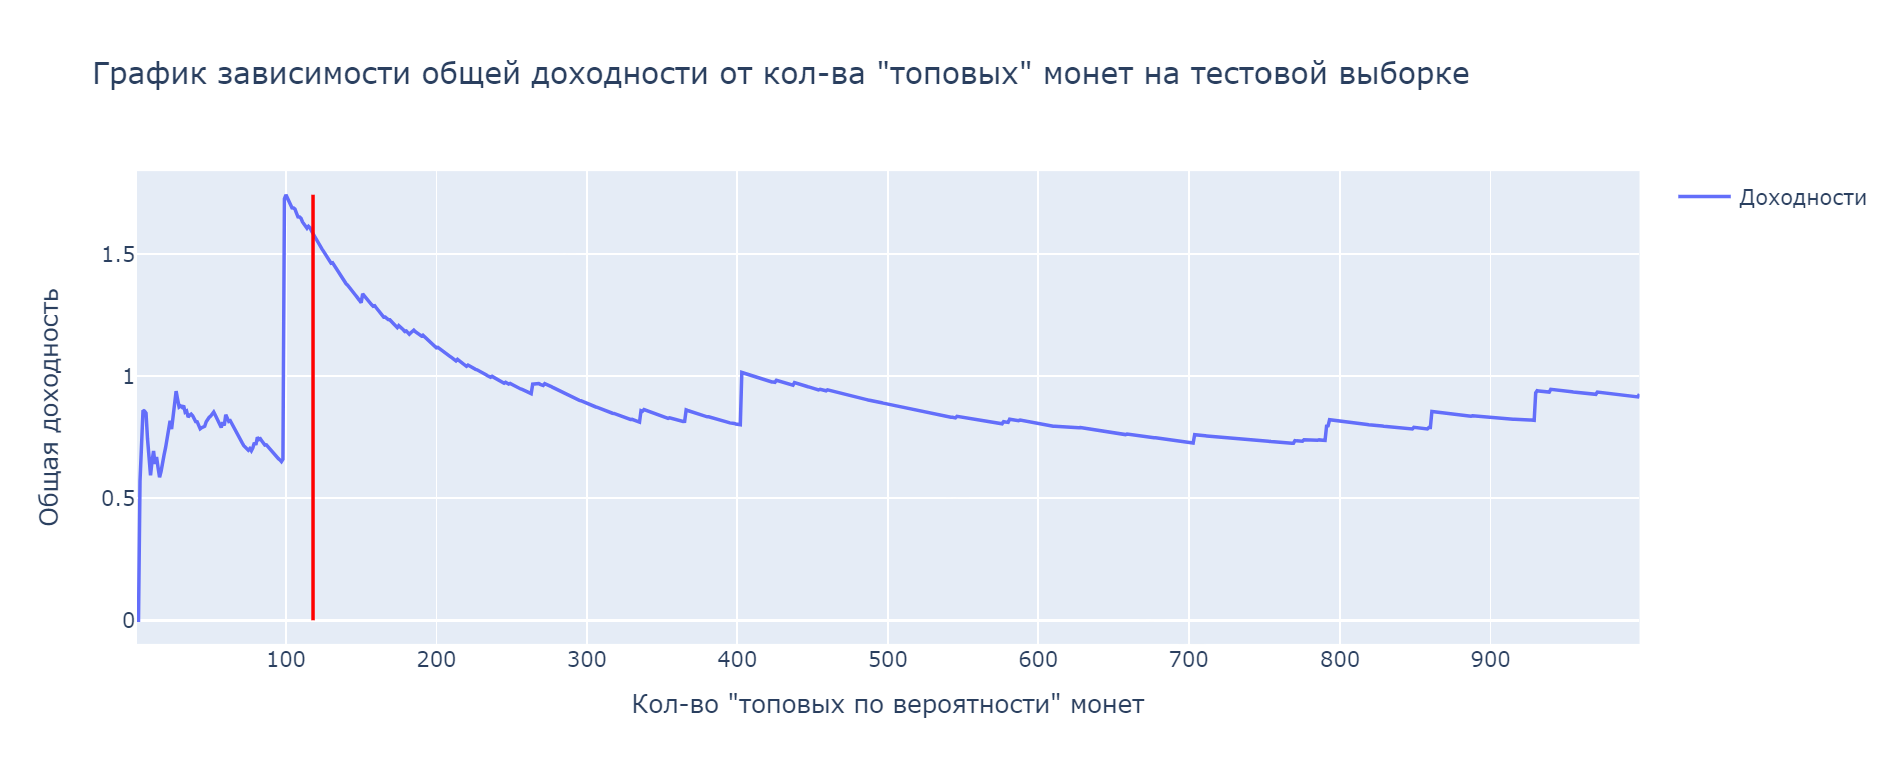 График зависимости общей доходности от кол-ва "топовых" монет на тестовой выборке
Доходности
Общая доходность
1.5
1
0.5
0
100 200 300 400 500 600 700 800 900
Кол-во "топовых по вероятности" монет